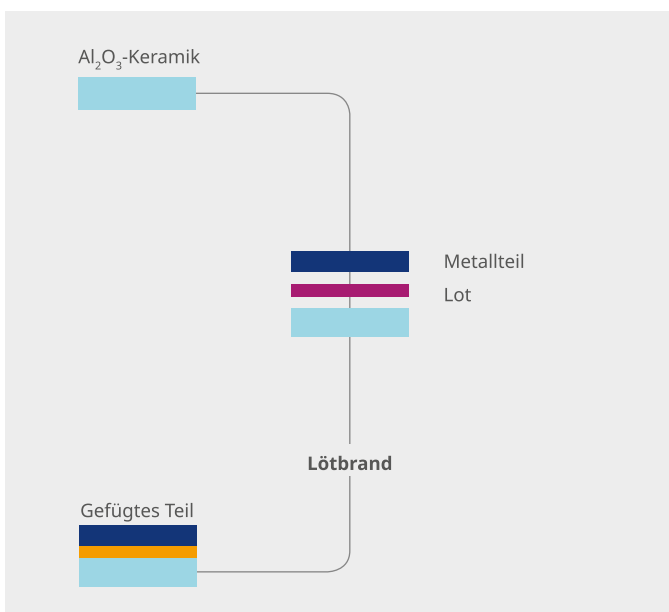 Al₂O₃-Keramik
Metallteil
Lot
Lötbrand
Gefügtes Teil